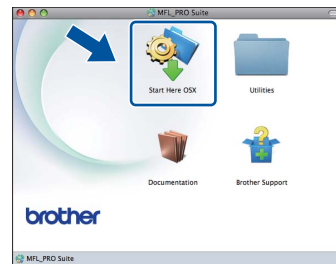 MFL_PRO Suite
Start Here OSX
Utilities
Documentation
Brother Support
brother
MFL_PRO Suite